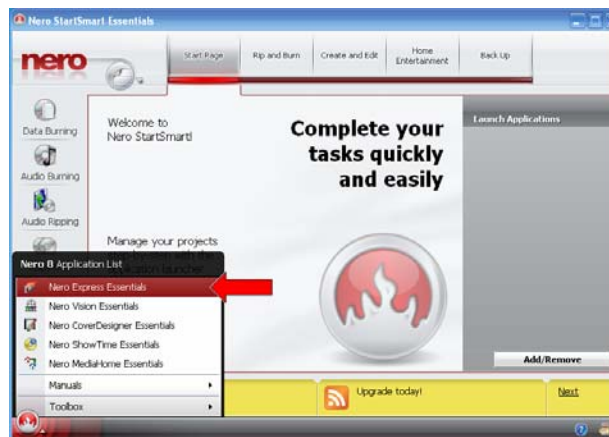 Nero StartSmart Essentials
nero
Start Page
Rip and Burn
Create and Edit
Home
Entertainment
Back Up
Data Burning
Audio Burning
Audio Ripping
Welcome to
Nero StartSmart!
Complete your
tasks quickly
and easily
Launch Applications
Manage your projects
Nero 8 Application List
Nero Express Essentials
Nero Vision Essentials
Nero CoverDesigner Essentials
Nero ShowTime Essentials
Nero MediaHome Essentials
Manuals
Toolbox
Add/Remove
Upgrade today!
Next